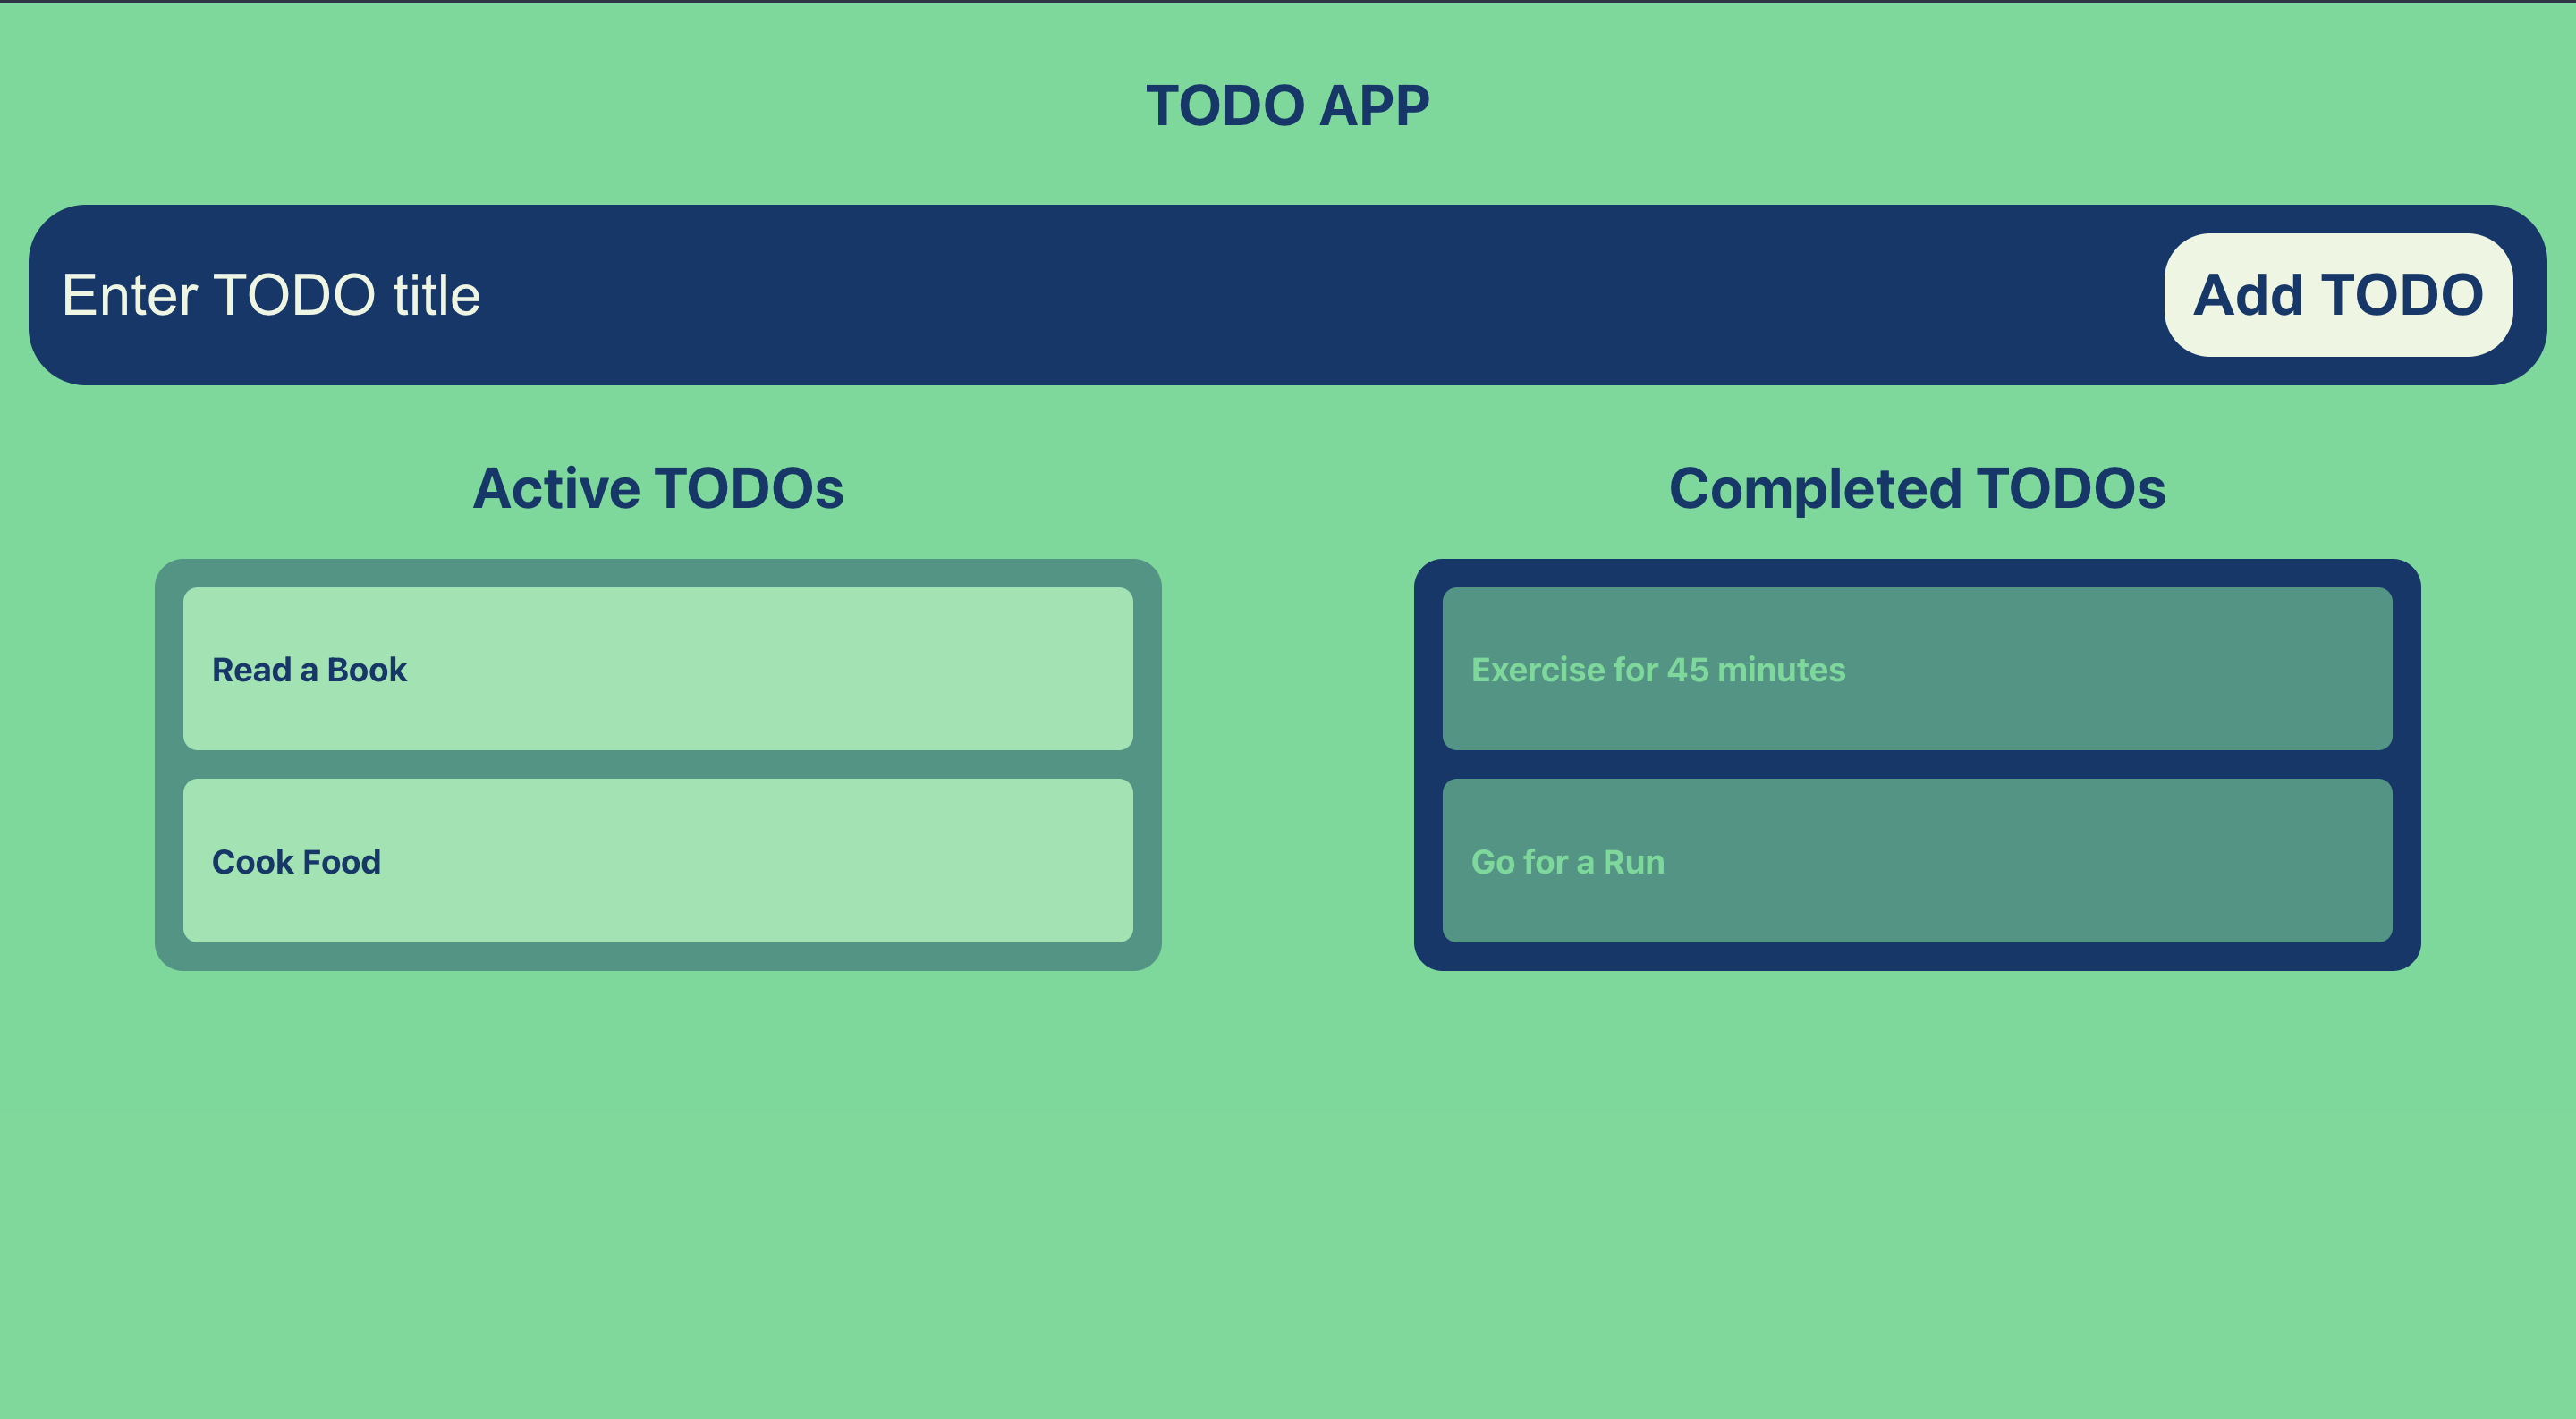 TODO APP
Enter TODO title
Add TODO
Active TODOs
Read a Book
Cook Food
Completed TODOs
Exercise for 45 minutes
Go for a Run